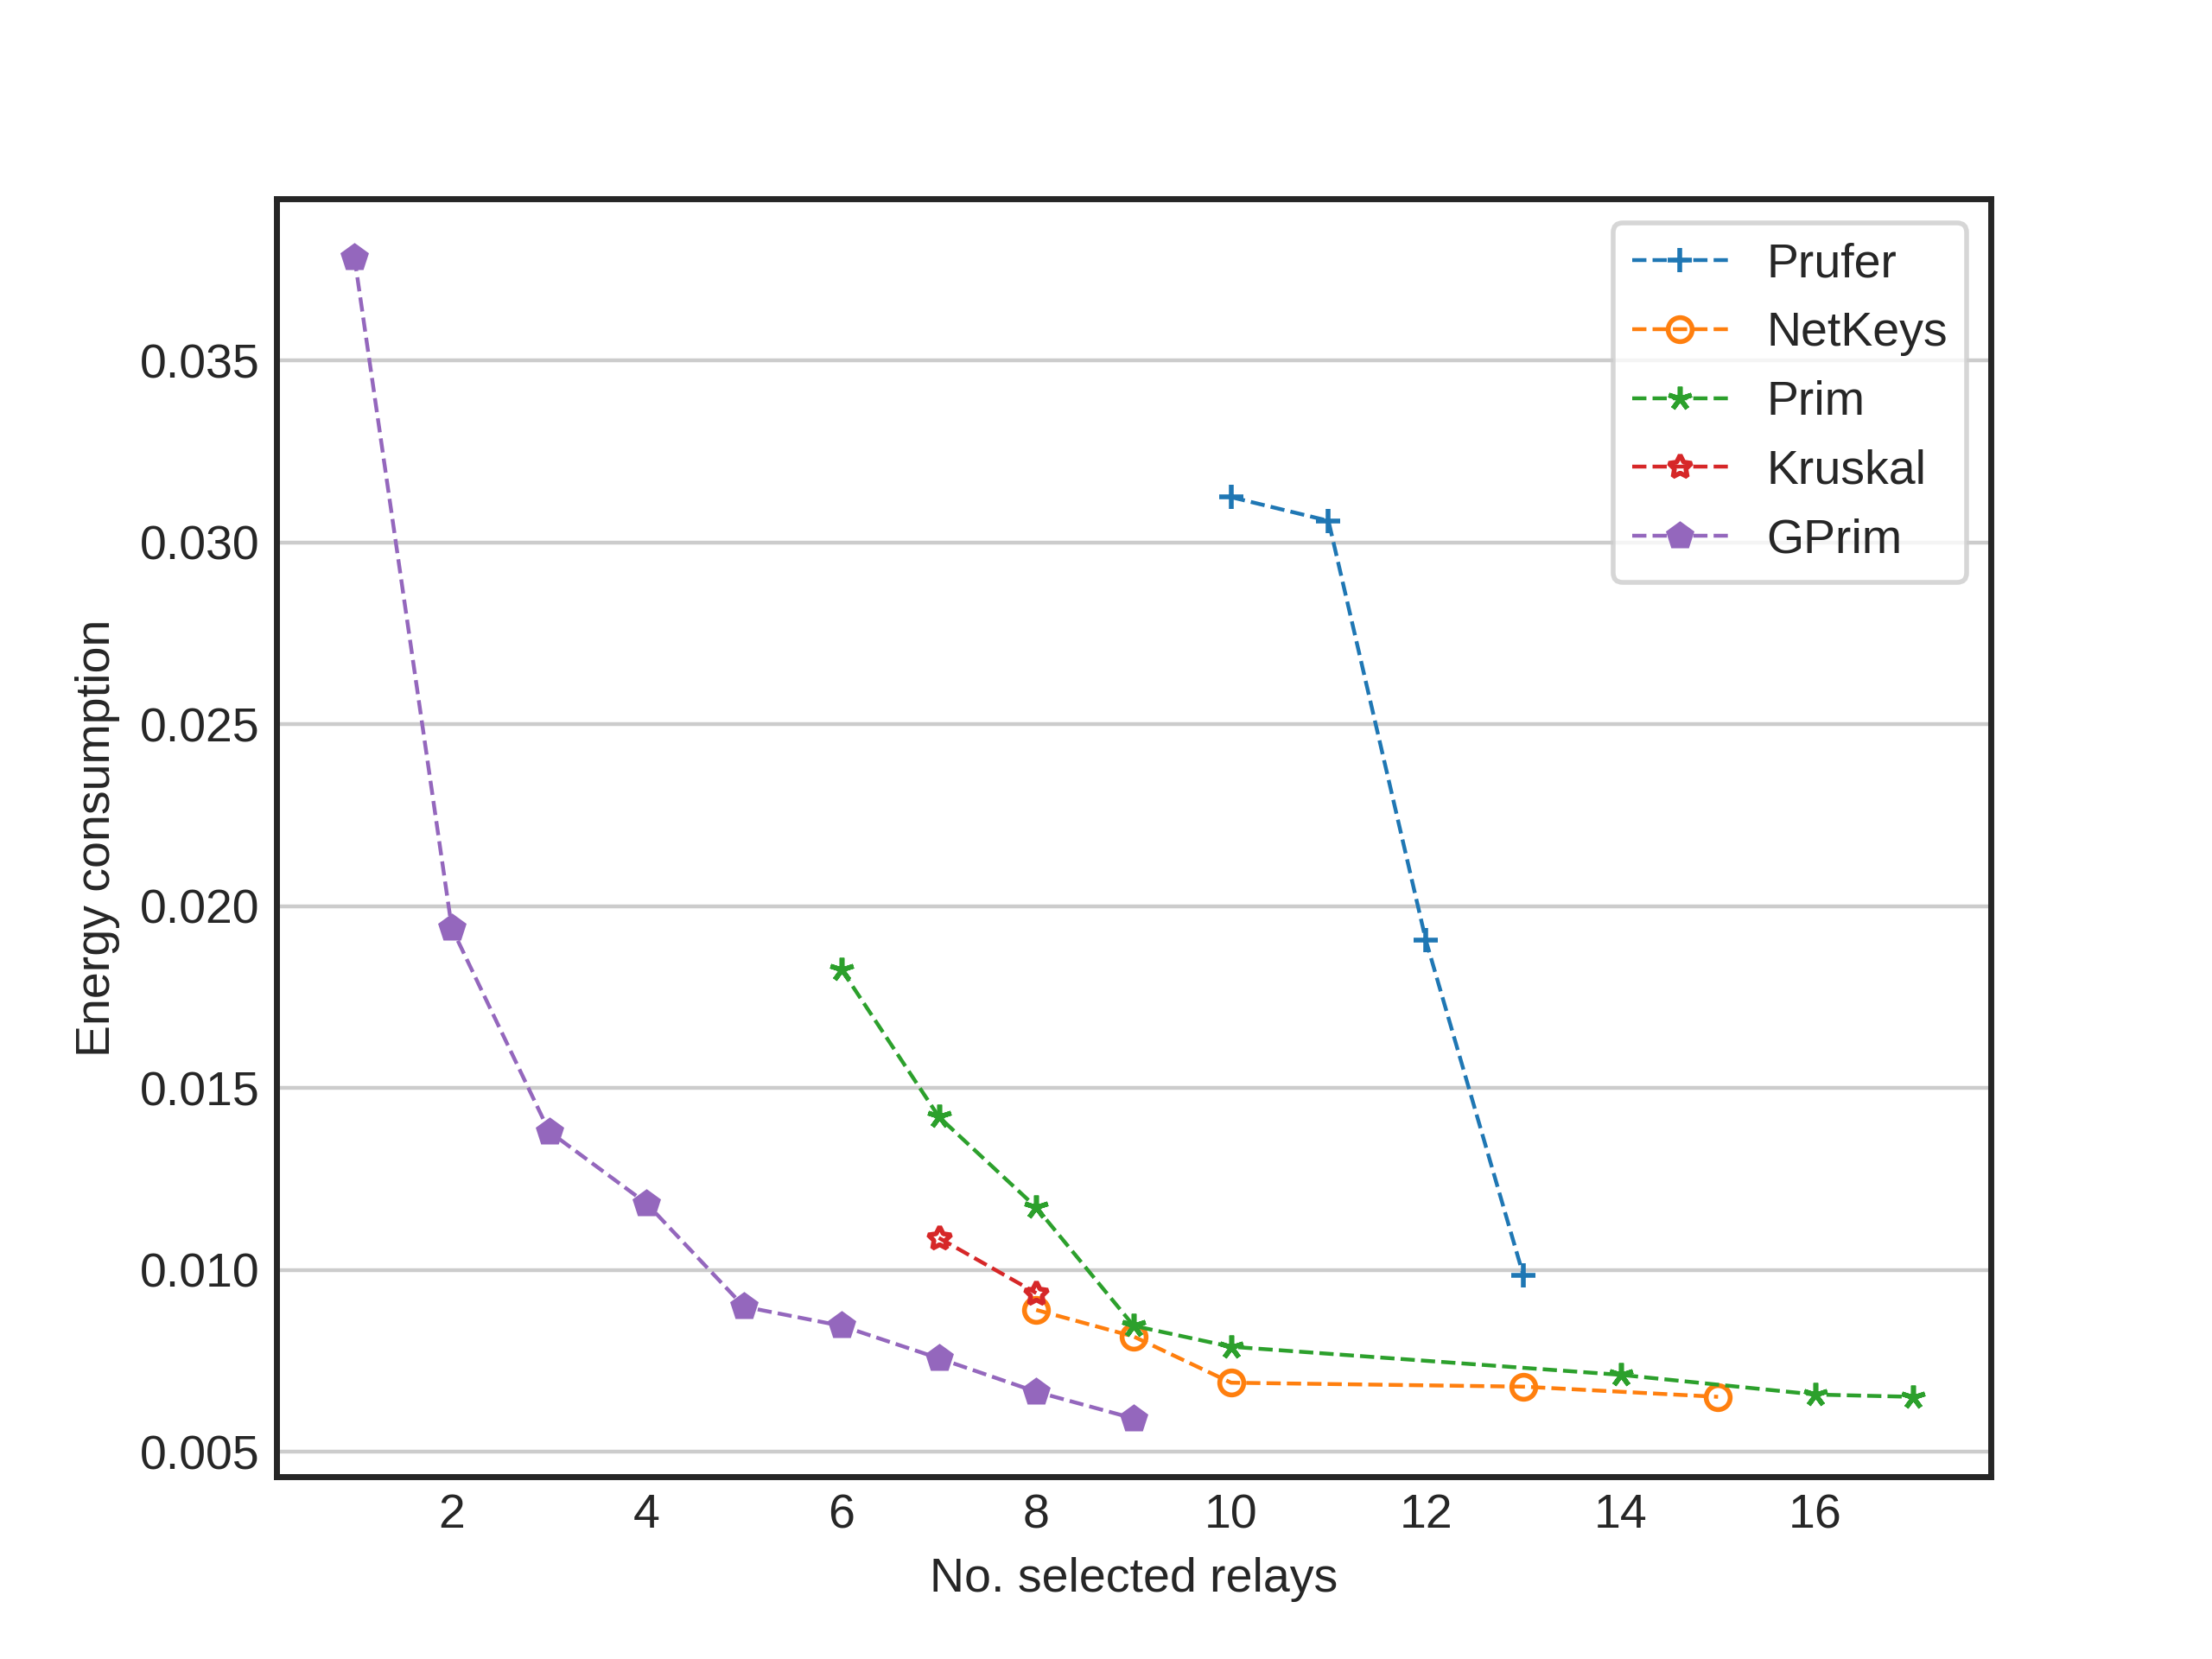 Prufer
NetKeys
Prim
Kruskal
GPrim
0.035
0.030
0.025
0.020
0.015
0.010
0.005
Energy consumption
2 4 6 8 10 12 14 16
No. selected relays